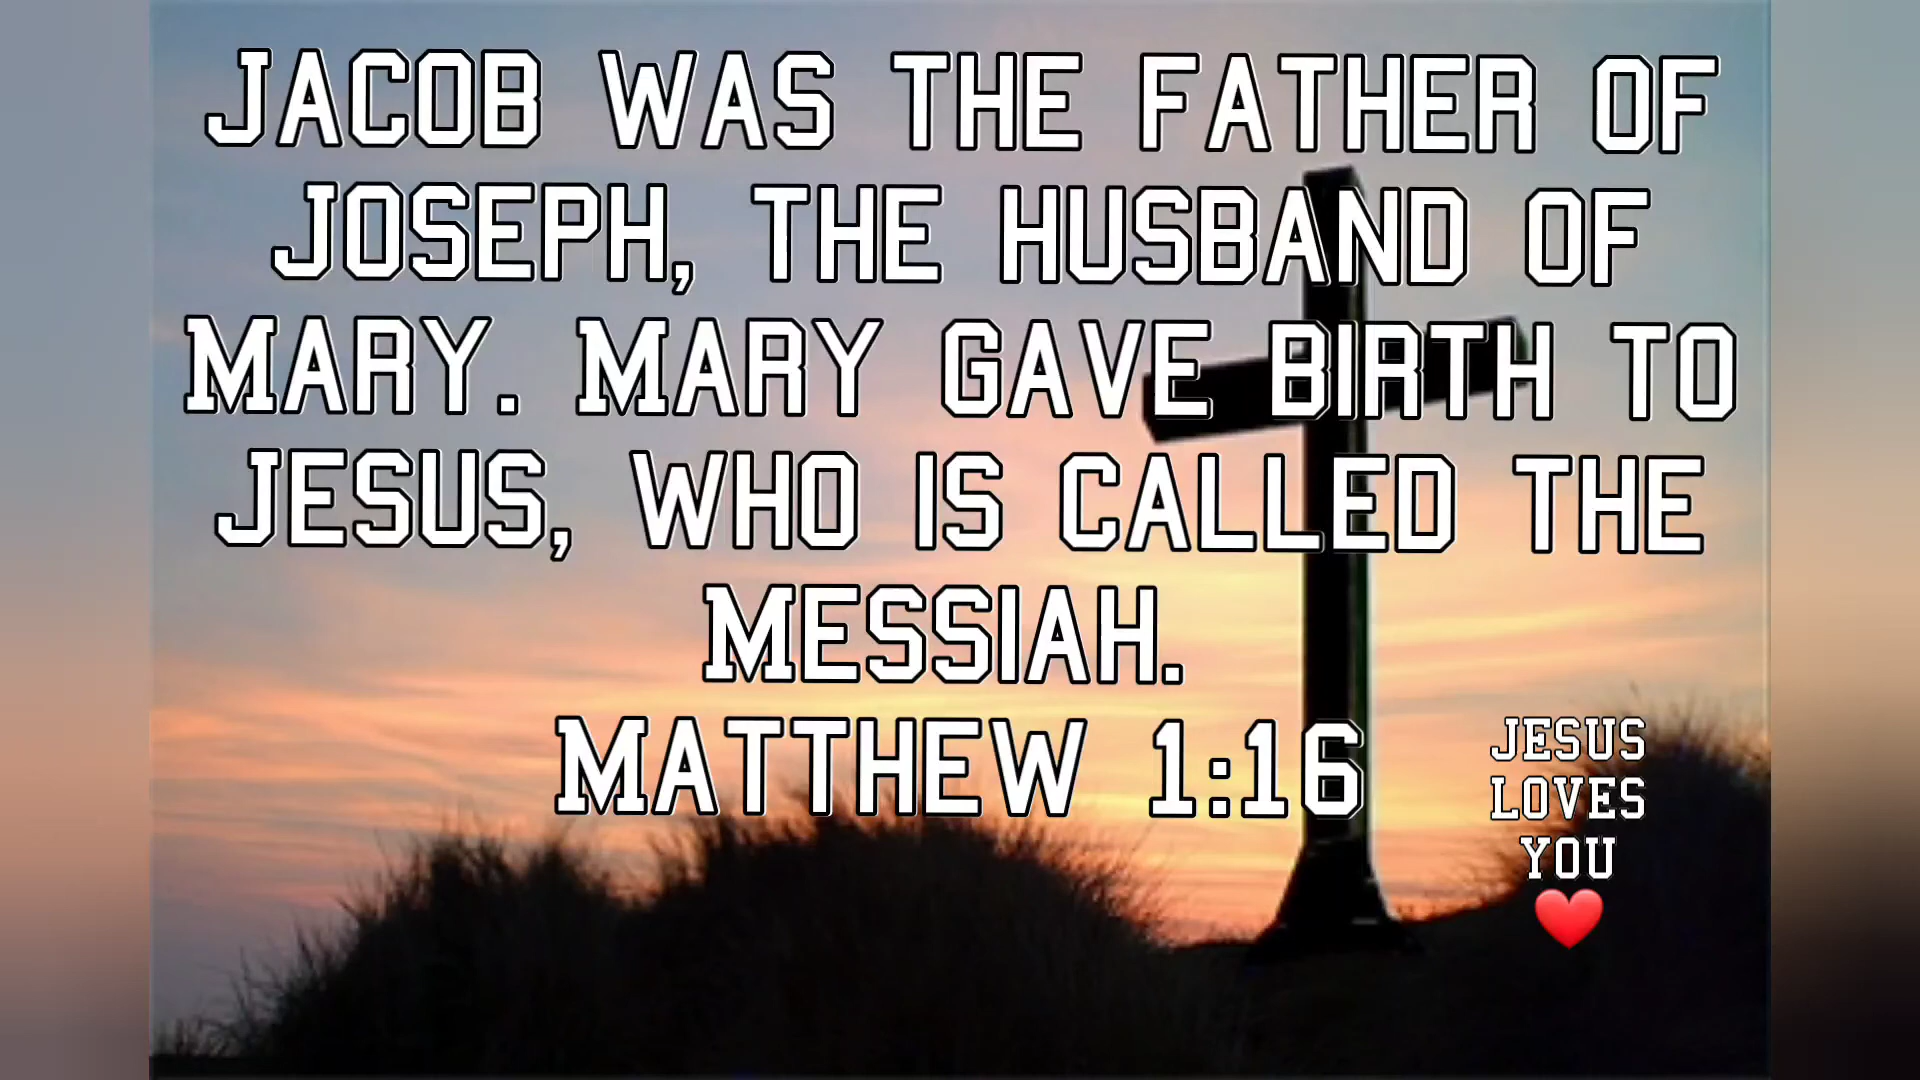 JACOB WAS THE FATHER OF
JOSEPH, THE HUSBAND OF
MARY. MARY GAVE BIRTH TO
JESUS, WHO IS CALLED THE
MESSIAH.
MATTHEW 1:16
JESUS
LOVES
YOU
❤️